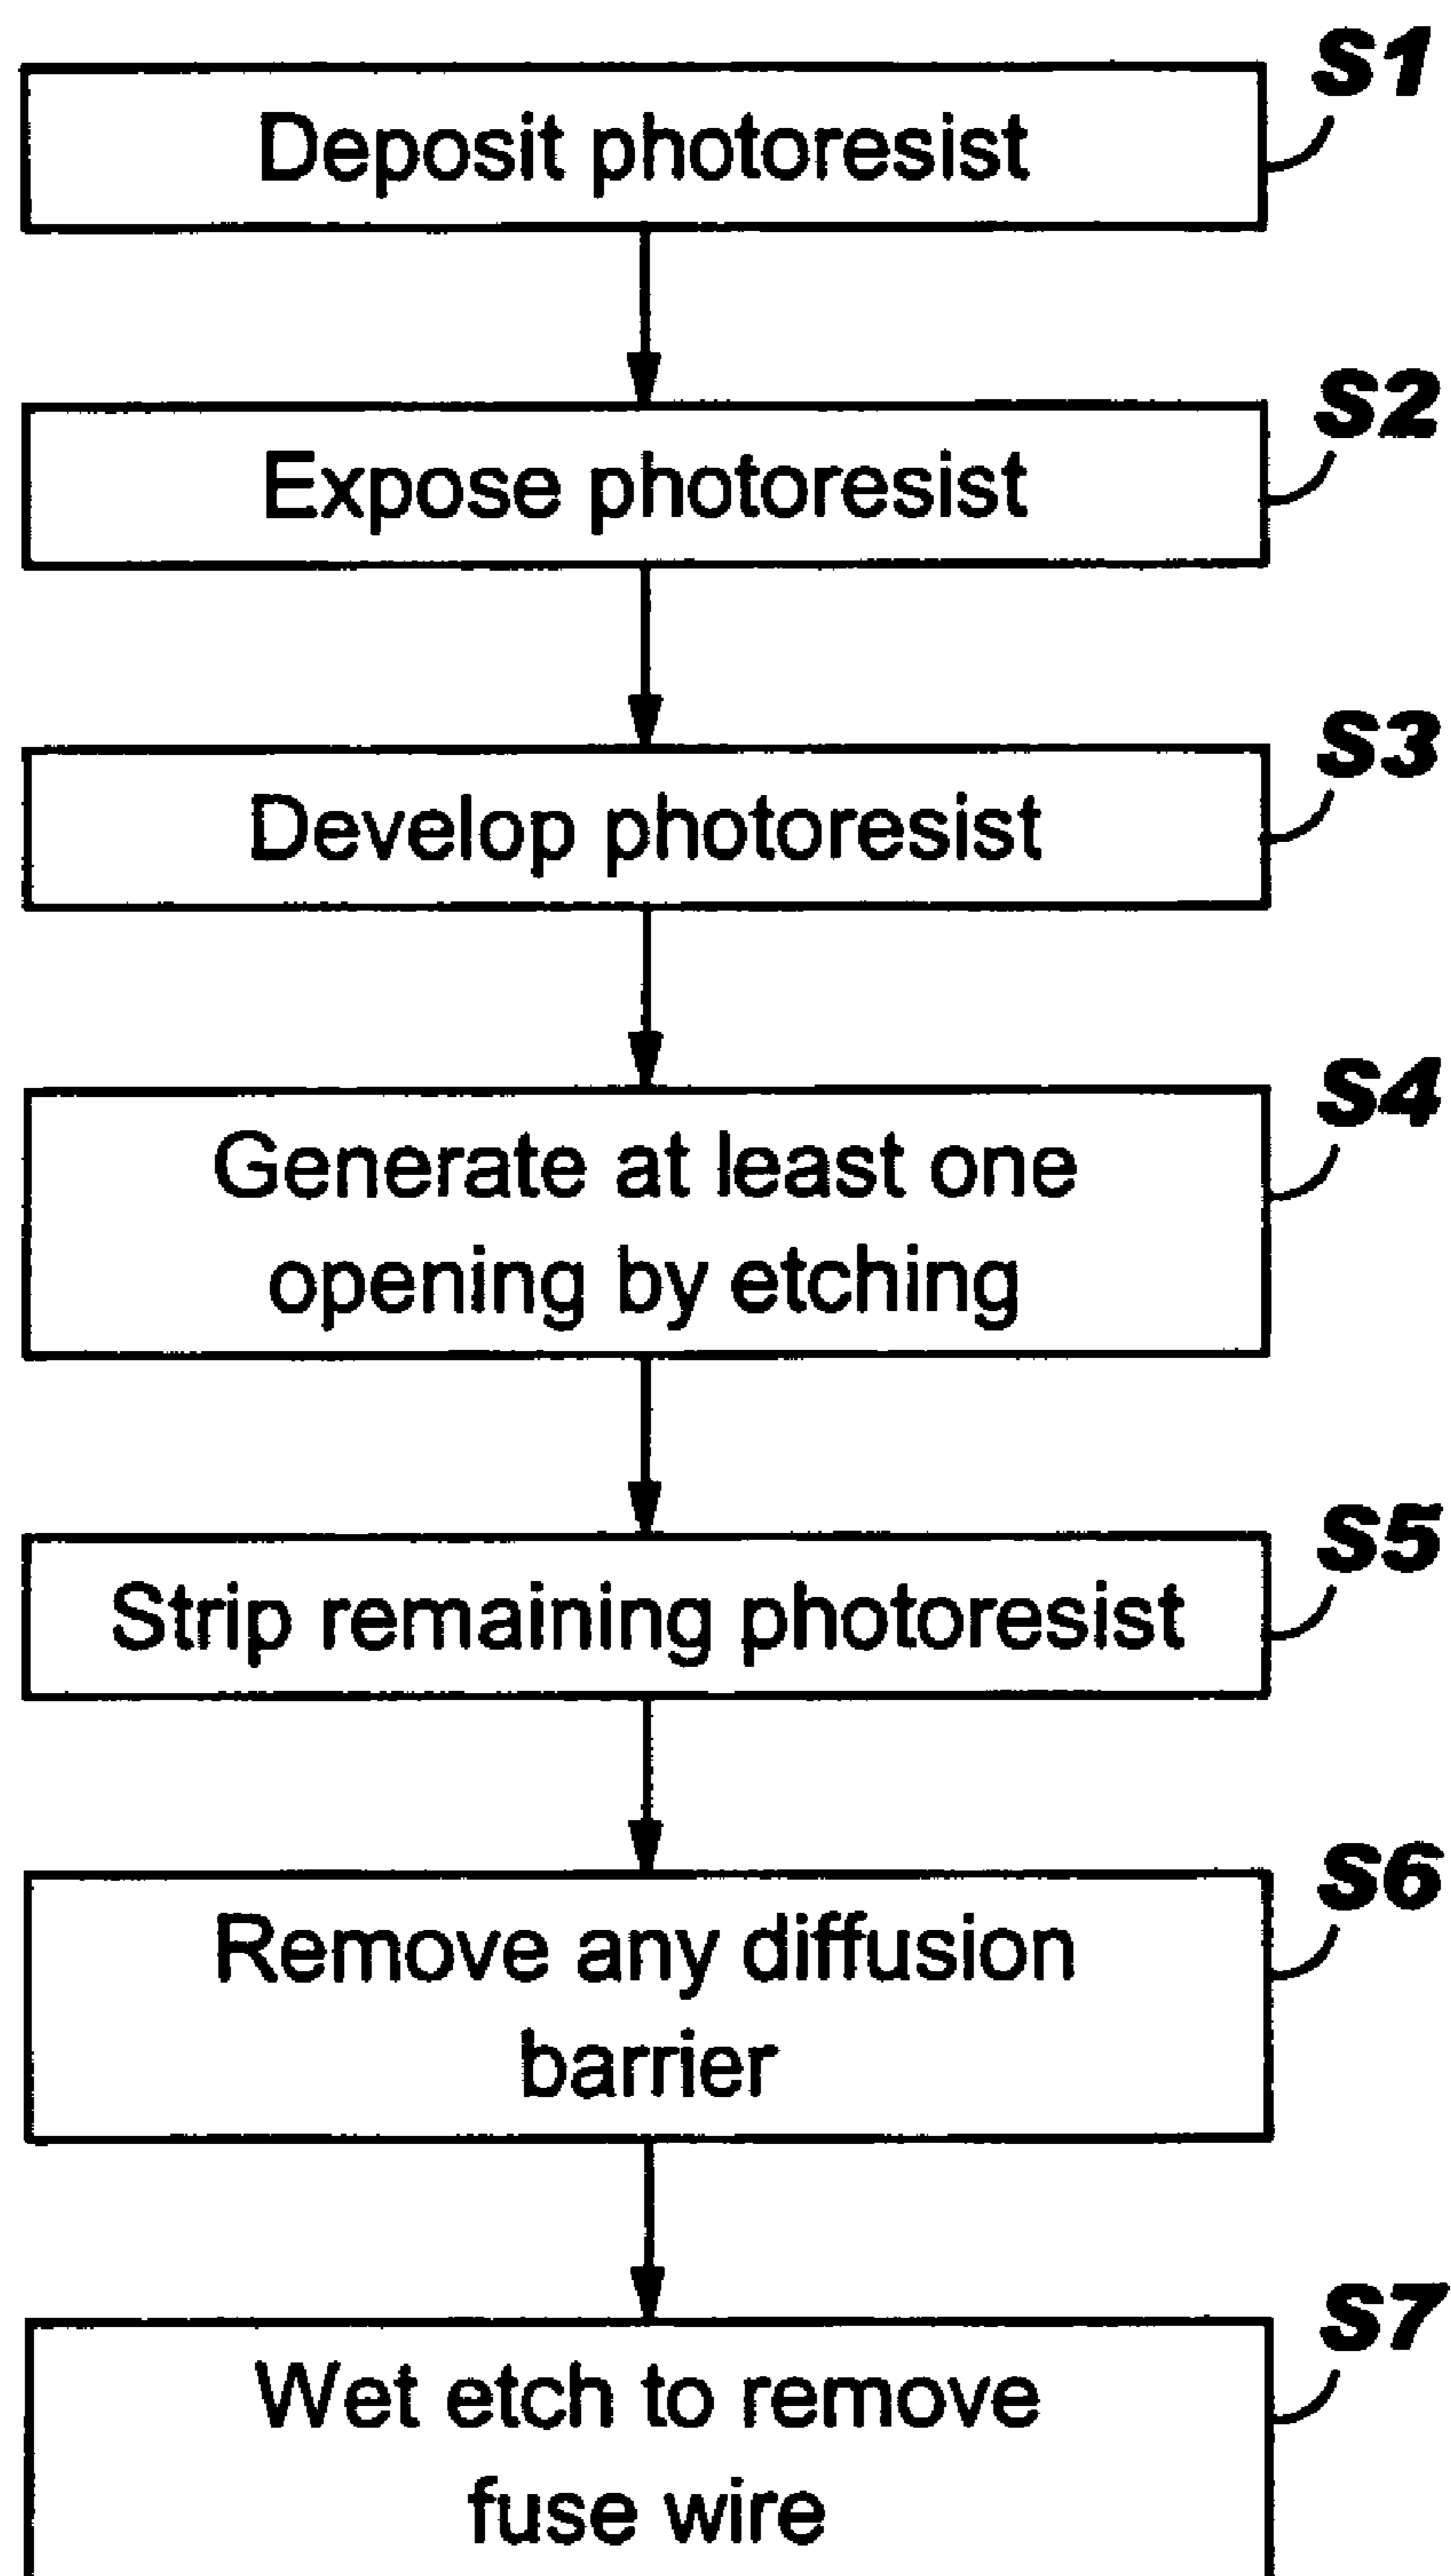 S1
Deposit photoresist
S2
Expose photoresist
S3
Develop photoresist
S4
Generate at least one
opening by etching
S5
Strip remaining photoresist
S6
Remove any diffusion
barrier
S7
Wet etch to remove
fuse wire